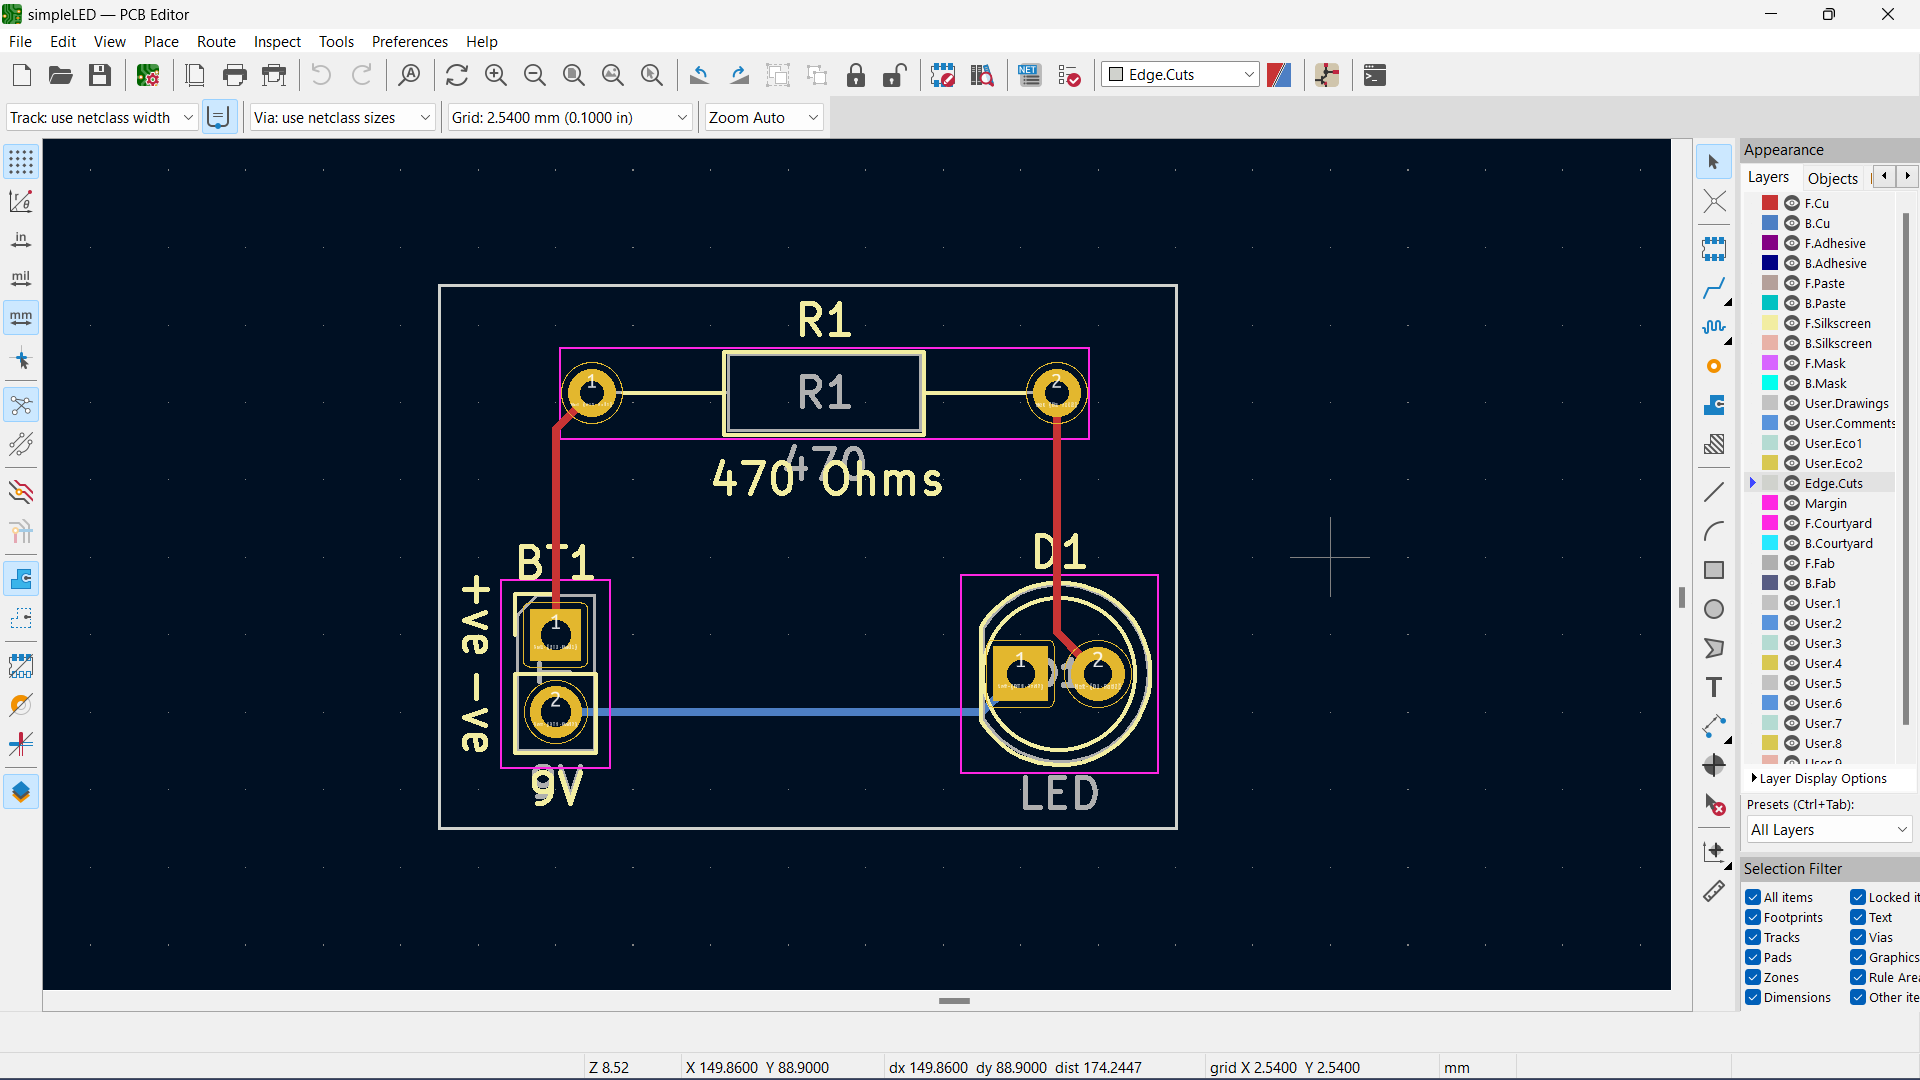 simpleLED — PCB Editor
File Edit View Place Route Inspect Tools Preferences Help
NET
Edge.Cuts
Track: use netclass width
Via: use netclass sizes
Grid: 2.5400 mm (0.1000 in)
Zoom Auto
in
mil
mm
R1
1
R1
2
470
470 Ohms
BT1
D1
+ve -ve
1
2
1
D1
2
9V
LED
Appearance
Layers Objects
F.Cu
B.Cu
F.Adhesive
B.Adhesive
F.Paste
B.Paste
F.Silkscreen
B.Silkscreen
F.Mask
B.Mask
User.Drawings
User.Comments
User.Eco1
User.Eco2
Edge.Cuts
Margin
F.Courtyard
B.Courtyard
F.Fab
B.Fab
User.1
User.2
User.3
User.4
User.5
User.6
User.7
User.8
User.9
Layer Display Options
Presets (Ctrl+Tab):
All Layers
Selection Filter
All items Locked it
Footprints Text
Tracks Vias
Pads Graphics
Zones Rule Area
Dimensions Other ite
Z 8.52
X 149.8600 Y 88.9000
dx 149.8600 dy 88.9000 dist 174.2447
grid X 2.5400 Y 2.5400
mm